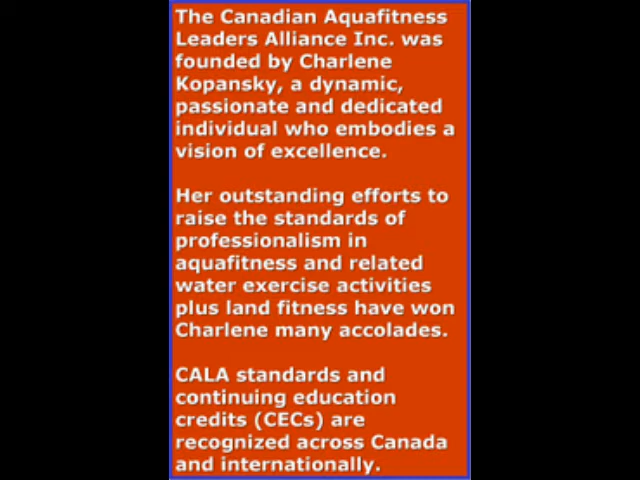 The Canadian Aquafitness
Leaders Alliance Inc. was
founded by Charlene
Kopansky, a dynamic,
passionate and dedicated
individual who embodies a
vision of excellence.
Her outstanding efforts to
raise the standards of
professionalism in
aquafitness and related
water exercise activities
plus land fitness have won
Charlene many accolades.
CALA standards and
continuing education
credits (CECs) are
recognized across Canada
and internationally.